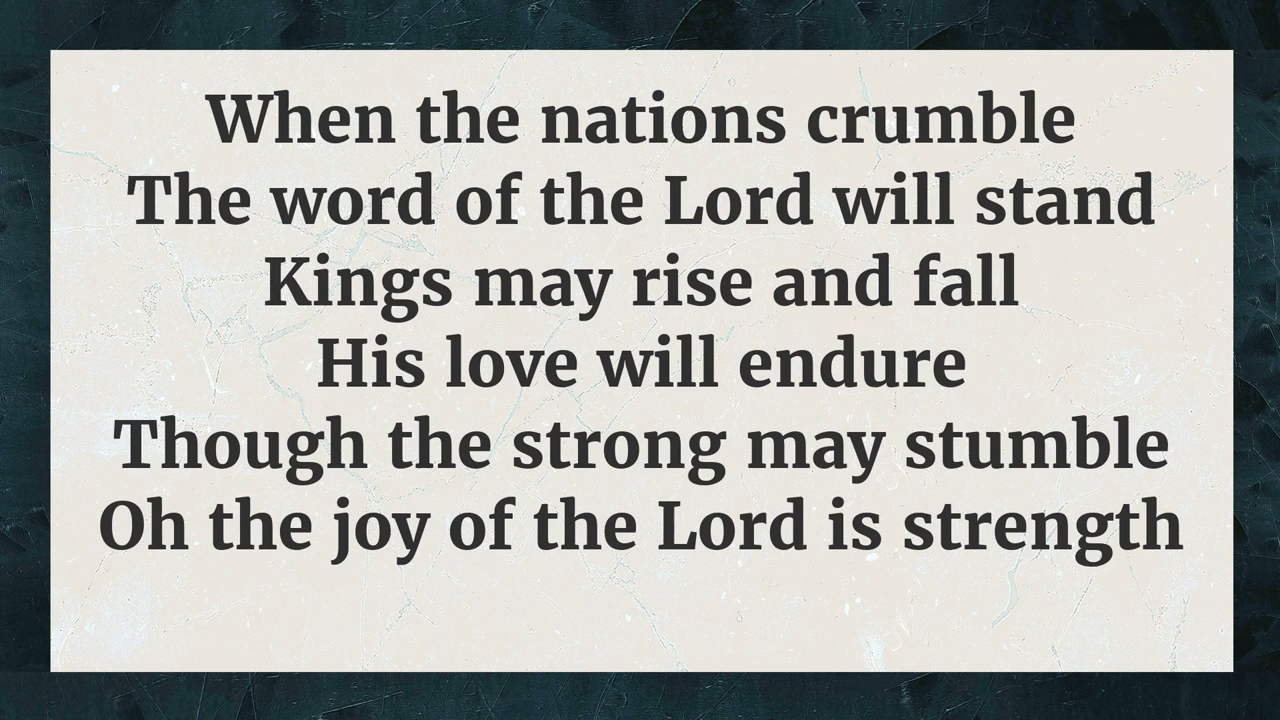 When the nations crumble
The word of the Lord will stand
Kings may rise and fall
His love will endure
Though the strong may stumble
Oh the joy of the Lord is strength